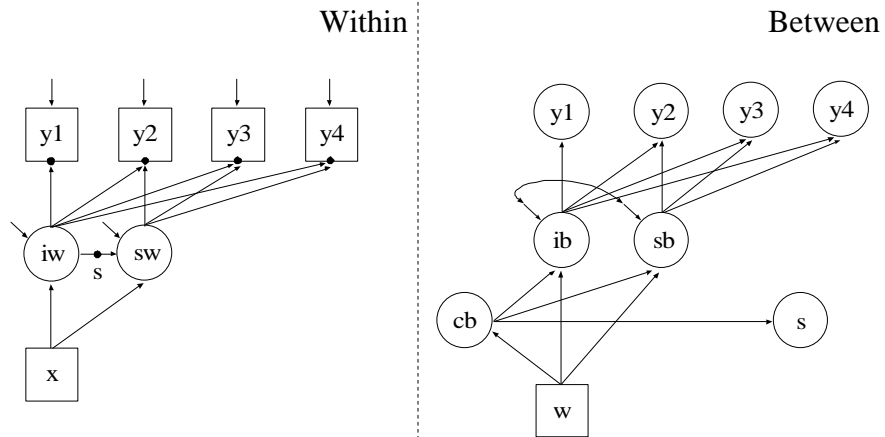 Within
Between
y1 y2 y3 y4
y1 y2 y3 y4
iw s sw
ib sb
cb s
x
w